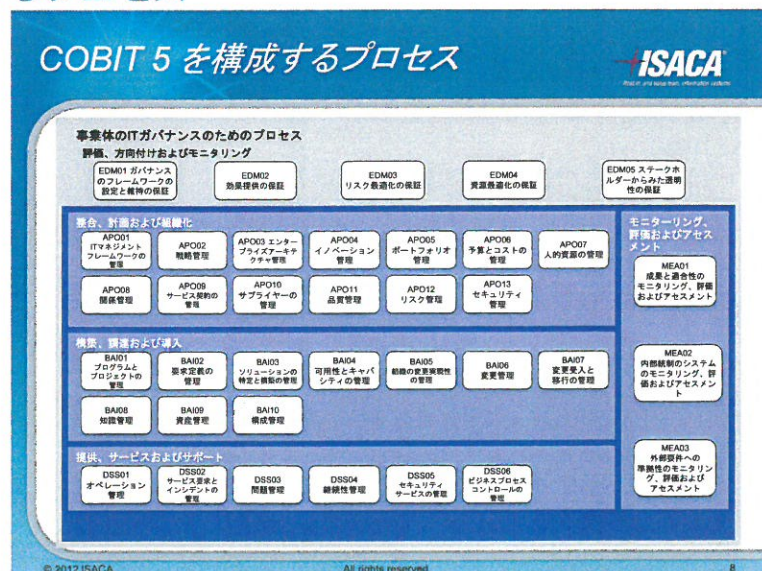 COBIT 5 を構成するプロセス
ISACA
事業体のITガバナンスのためのプロセス
評価、方向付けおよびモニタリング
EDM01 ガバナンス
のフレームワークの
設定と維持の保証
EDM02
効果提供の保証
EDM03
リスク最適化の保証
EDM04
資源最適化の保証
EDM05 ステークホ
ルダーからみた透明
性の保証
整合、計画および組織化
APO01
ITマネジメント
フレームワークの
管理
APO02
戦略管理
APO03 エンター
プライズアーキテ
クチャ管理
APO04
イノベーション
管理
APO05
ポートフォリオ
管理
APO06
予算とコストの
管理
APO07
人的資源の管理
APO08
関係管理
APO09
サービス契約の
管理
APO10
サプライヤーの
管理
APO11
品質管理
APO12
リスク管理
APO13
セキュリティ
管理
構築、調達および導入
BAI01
プログラムと
プロジェクトの
管理
BAI02
要求定義の
管理
BAI03
ソリューションの
特定と構築の管理
BAI04
可用性とキャパ
シティの管理
BAI05
組織の変更実現性
の管理
BAI06
変更管理
BAI07
変更受入と
移行の管理
BAI08
知識管理
BAI09
資産管理
BAI10
構成管理
提供、サービスおよびサポート
DSS01
オペレーション
管理
DSS02
サービス要求と
インシデントの
管理
DSS03
問題管理
DSS04
継続性管理
DSS05
セキュリティ
サービスの管理
DSS06
ビジネスプロセス
コントロールの
管理
モニターリング、
評価およびアセス
メント
MEA01
成果と適合性の
モニタリング、評価
およびアセスメント
MEA02
内部統制のシステム
のモニタリング、評
価およびアセスメン
ト
MEA03
外部要件への
準拠性のモニタリン
グ、評価および
アセスメント
© 2012 ISACA
All rights reserved
8